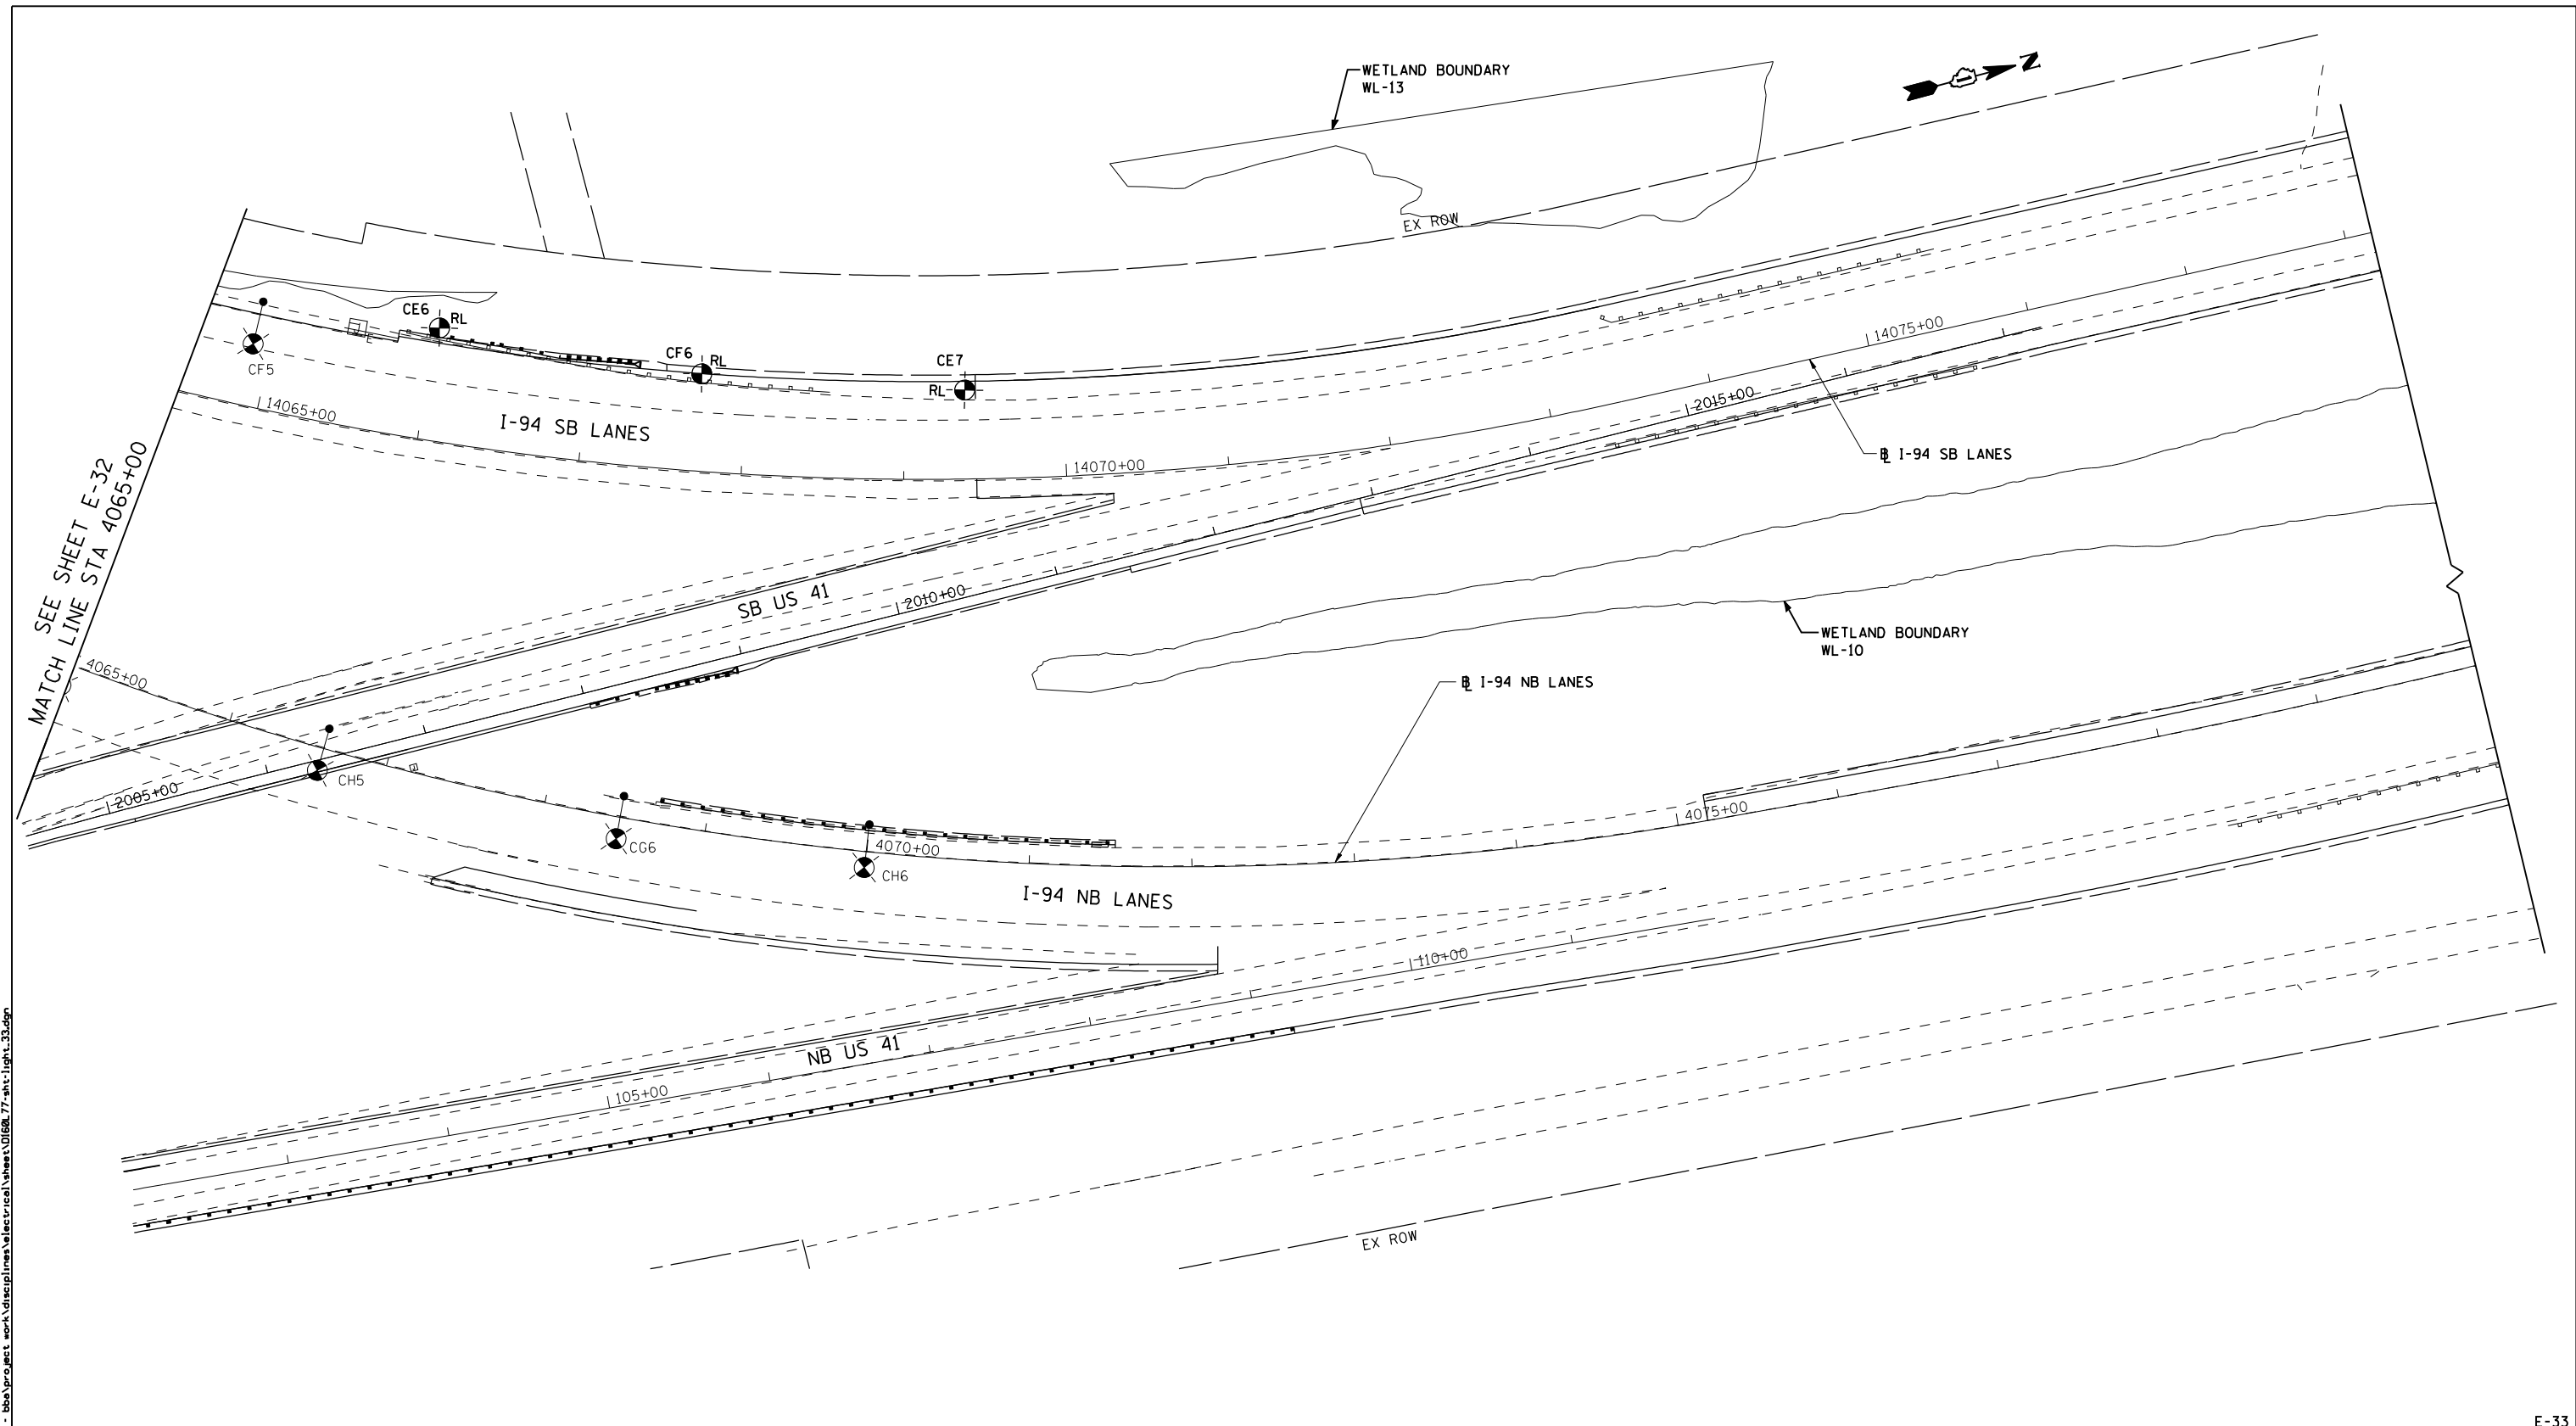 WETLAND BOUNDARY
WL-13
N
EX ROW
CE6
RL
CF5
CF6
RL
CE7
RL
14065+00
I-94 SB LANES
14070+00
14075+00
2015+00
BL I-94 SB LANES
SEE SHEET E-32
MATCH LINE STA 4065+00
SB US 41
2010+00
WETLAND BOUNDARY
WL-10
4065+00
BL I-94 NB LANES
CH5
2005+00
CG6
4070+00
CH6
4075+00
I-94 NB LANES
110+00
NB US 41
105+00
EX ROW
E-33